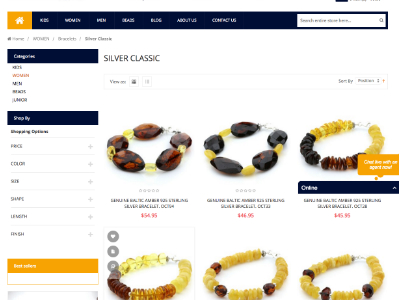 KIDS WOMEN MEN BEADS BLOG ABOUT US CONTACT US Search entire store here...
Home / WOMEN / Bracelets / Silver Classic
Categories
KIDS
WOMEN
MEN
BEADS
JUNIOR
SILVER CLASSIC
View as:
Sort By Position
Shop By
Shopping Options
PRICE
COLOR
SIZE
SHAPE
LENGTH
FINISH
Best sellers
GENUINE BALTIC AMBER 925 STERLING
SILVER BRACELET. OCT54
$54.95
GENUINE BALTIC AMBER 925 STERLING
SILVER BRACELET. OCT33
$46.95
GENUINE BALTIC AMBER 925 STERLING
SILVER BRACELET. OCT28
$45.95
Chat live with an
agent now!
Online